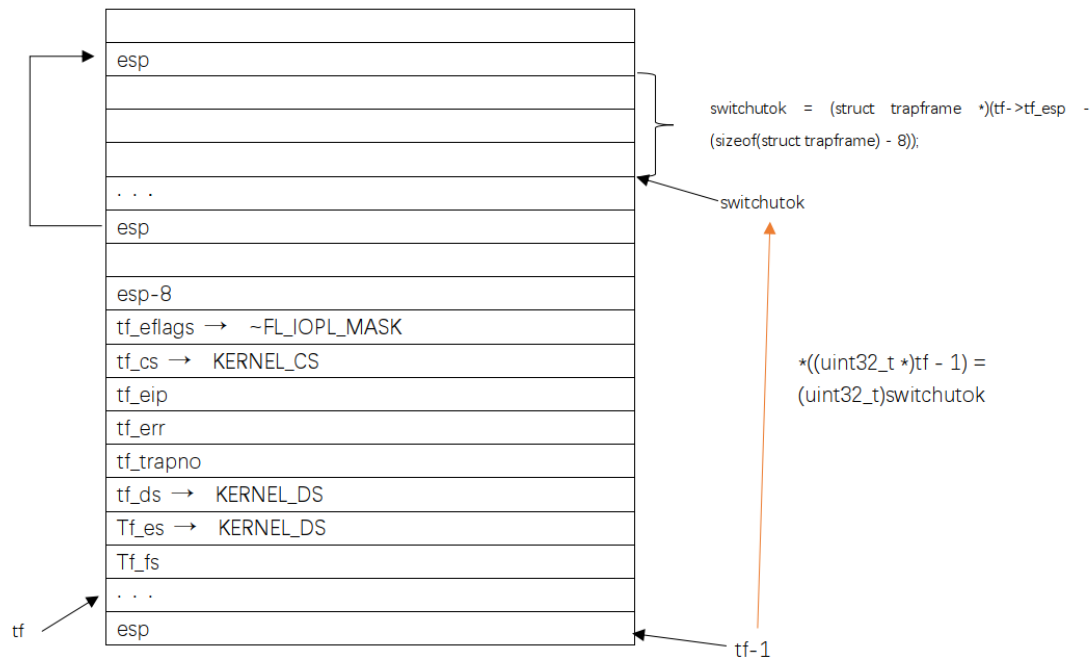 esp
switchutok = (struct trapframe *)(tf->tf_esp -
(sizeof(struct trapframe) - 8));
. . .
switchutok
esp
esp-8
tf_eflags → ~FL_IOPL_MASK
tf_cs → KERNEL_CS
*((uint32_t *)tf - 1) =
(uint32_t)switchutok
tf_eip
tf_err
tf_trapno
tf_ds → KERNEL_DS
Tf_es → KERNEL_DS
Tf_fs
. . .
tf
esp
tf-1